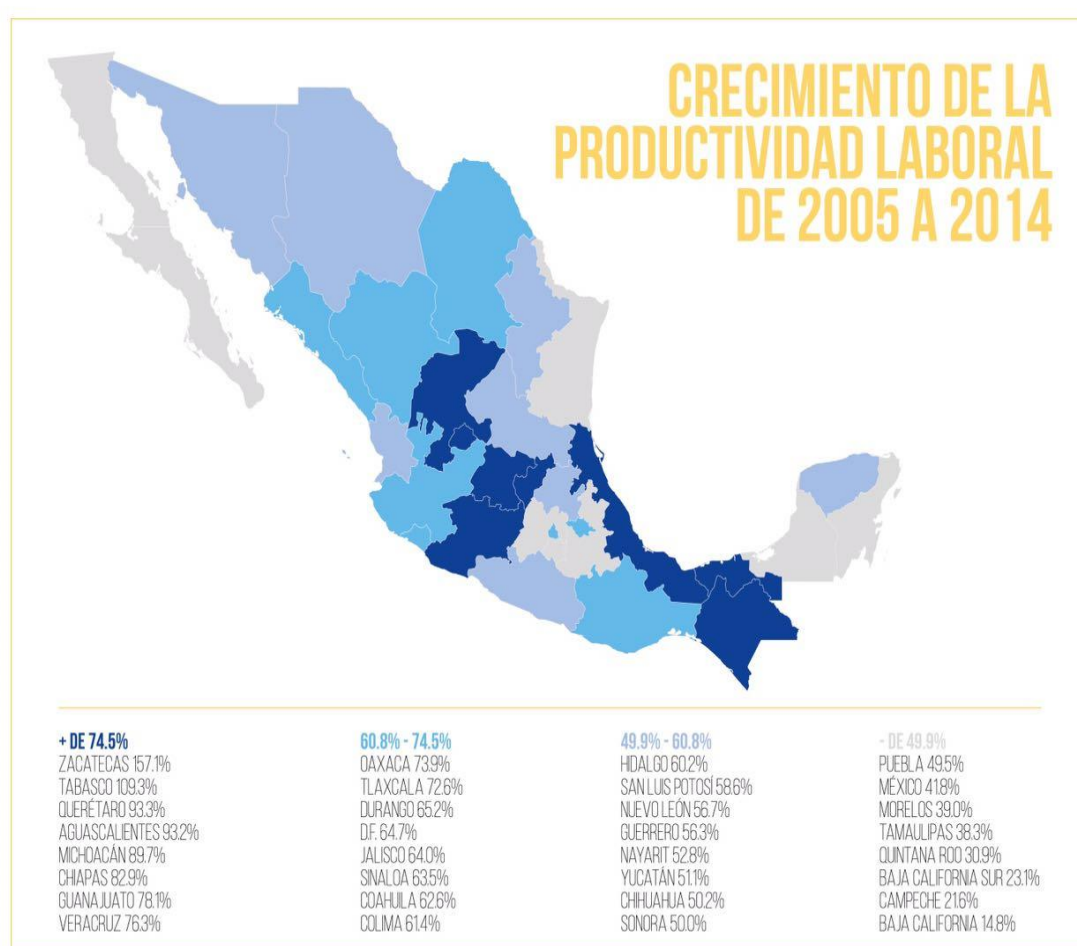 CRECIMIENTO DE LA
PRODUCTIVIDAD LABORAL
DE 2005 A 2014
+ DE 74.5%
ZACATECAS 157.1%
TABASCO 109.3%
QUERÉTARO 93.3%
AGUASCALIENTES 93.2%
MICHOACÁN 89.7%
CHIAPAS 82.9%
GUANAJUATO 78.1%
VERACRUZ 76.3%
60.8% - 74.5%
OAXACA 73.9%
TLAXCALA 72.6%
DURANGO 65.2%
D.F. 64.7%
JALISCO 64.0%
SINALOA 63.5%
COAHUILA 62.6%
COLIMA 61.4%
49.9% - 60.8%
HIDALGO 60.2%
SAN LUIS POTOSÍ 58.6%
NUEVO LEÓN 56.7%
GUERRERO 56.3%
NAYARIT 52.8%
YUCATÁN 51.1%
CHIHUAHUA 50.2%
SONORA 50.0%
- DE 49.9%
PUEBLA 49.5%
MÉXICO 41.8%
MORELOS 39.0%
TAMAULIPAS 38.3%
QUINTANA ROO 30.9%
BAJA CALIFORNIA SUR 23.1%
CAMPECHE 21.6%
BAJA CALIFORNIA 14.8%